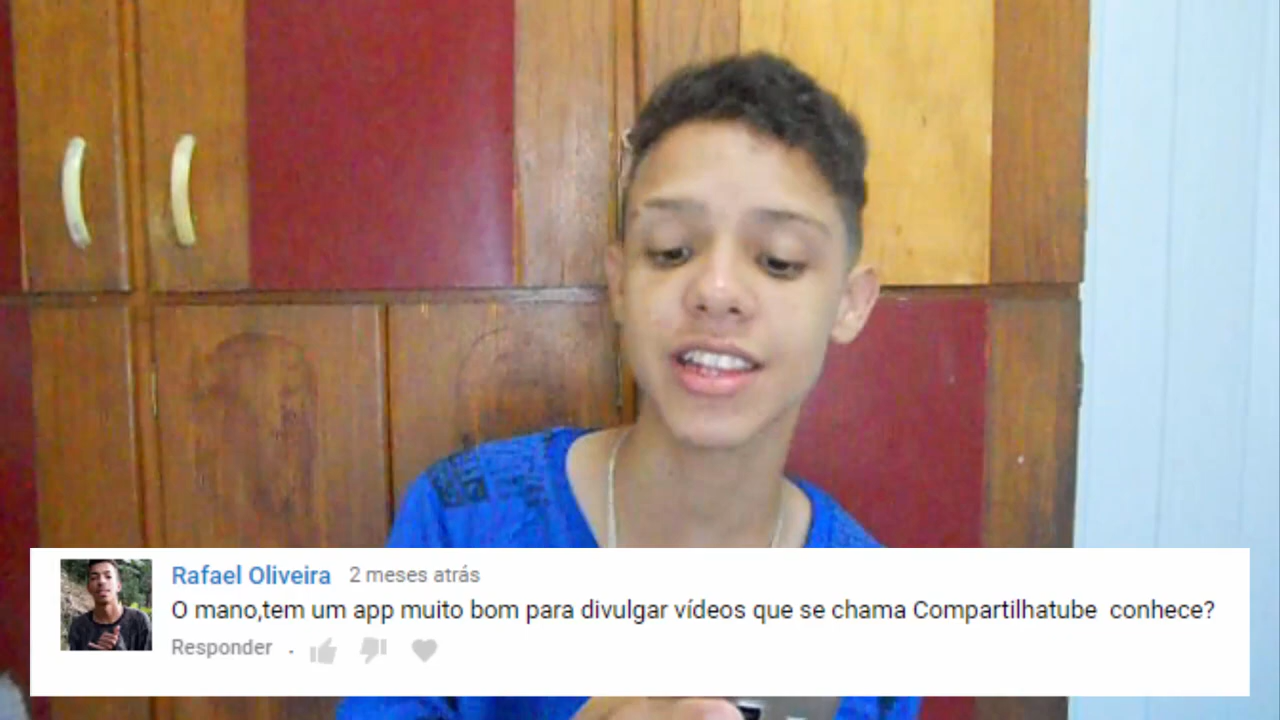 Rafael Oliveira 2 meses atrás
O mano,tem um app muito bom para divulgar vídeos que se chama Compartilhatube conhece?
Responder .